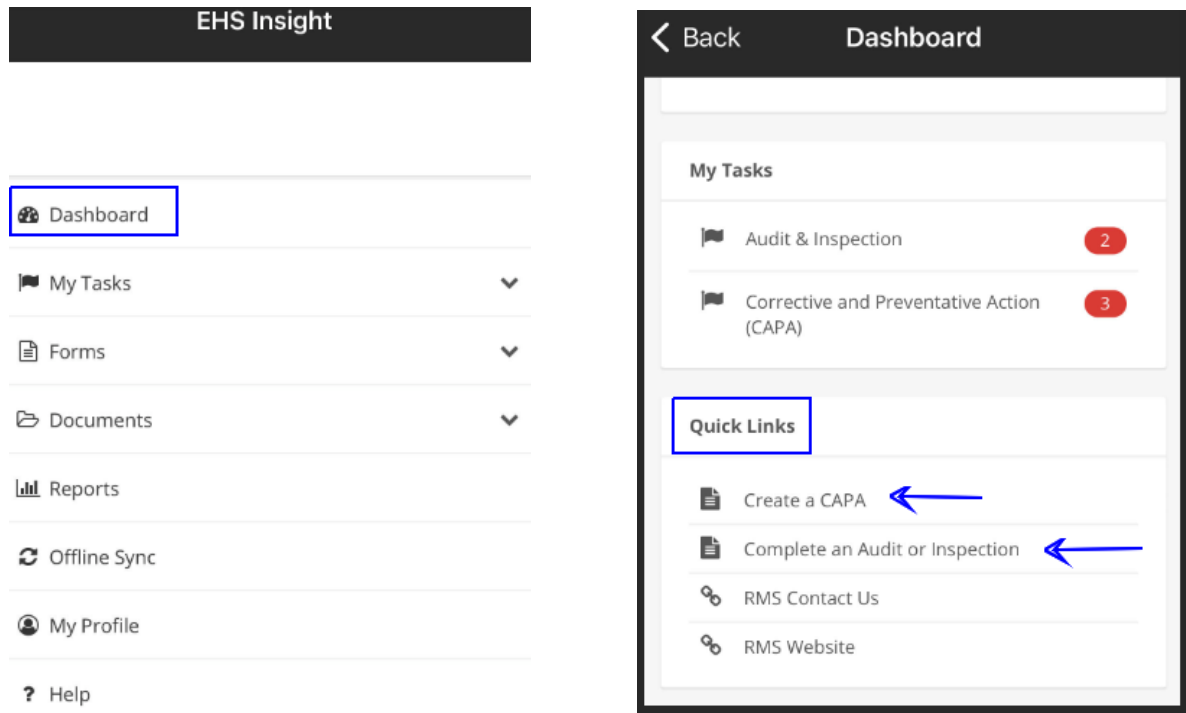 EHS Insight
Dashboard
My Tasks
Forms
Documents
Reports
Offline Sync
My Profile
? Help
Back
Dashboard
My Tasks
Audit & Inspection
2
Corrective and Preventative Action
(CAPA)
3
Quick Links
Create a CAPA
Complete an Audit or Inspection
RMS Contact Us
RMS Website